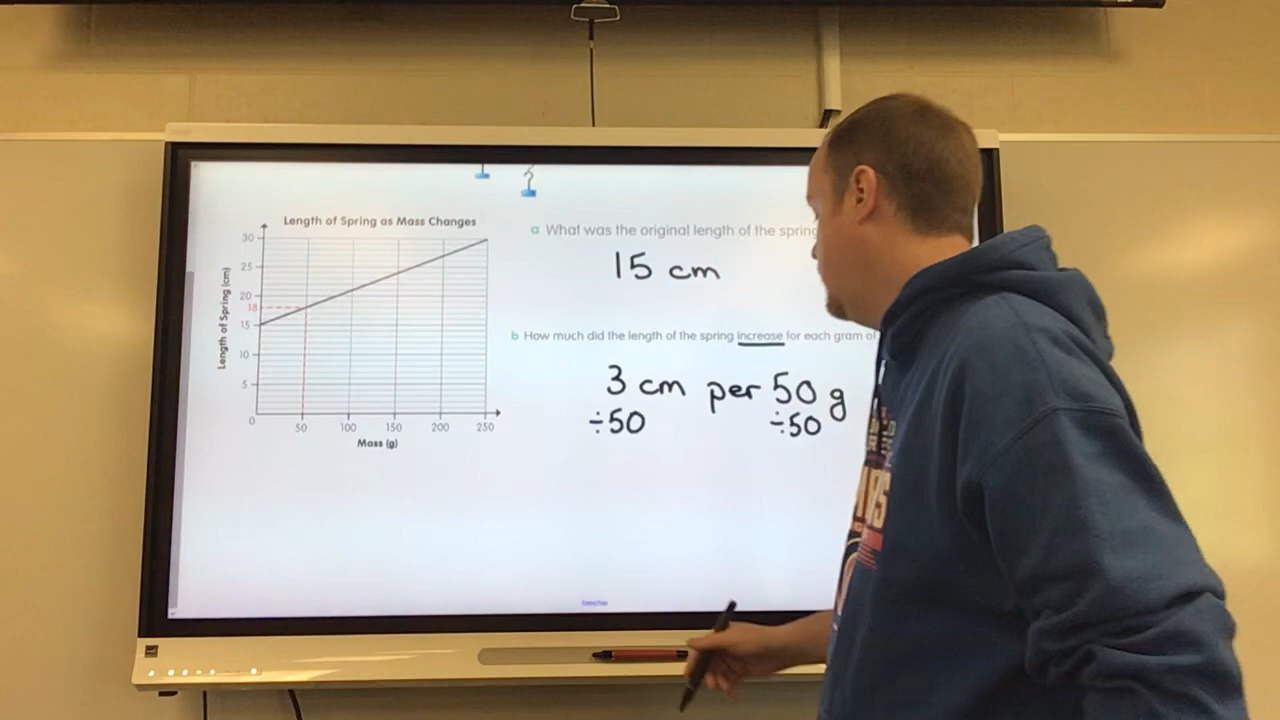 Length of Spring as Mass Changes
Length of Spring (cm)
30
25
20
18
15
10
5
0
50 100 150 200 250
Mass (g)
a What was the original length of the spring
15 cm
b How much did the length of the spring increase for each gram of
3 cm per 50 g
÷50 ÷50